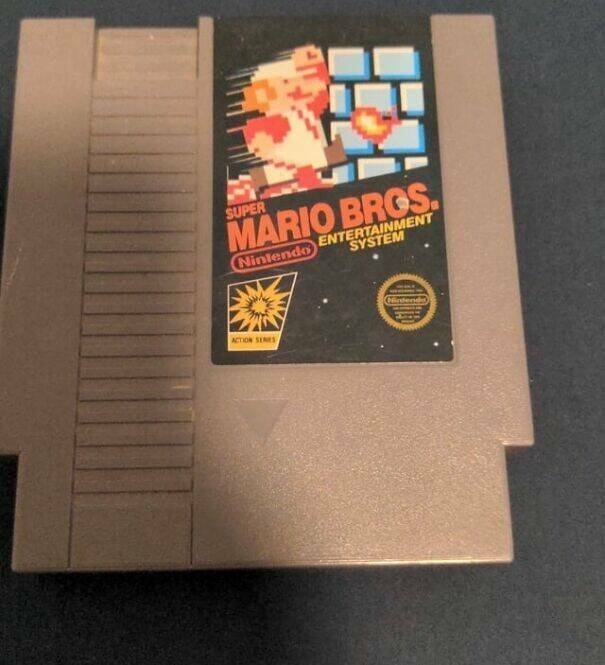 SUPER
MARIO BROS.
Nintendo ENTERTAINMENT
SYSTEM
Nintendo
ACTION SERIES